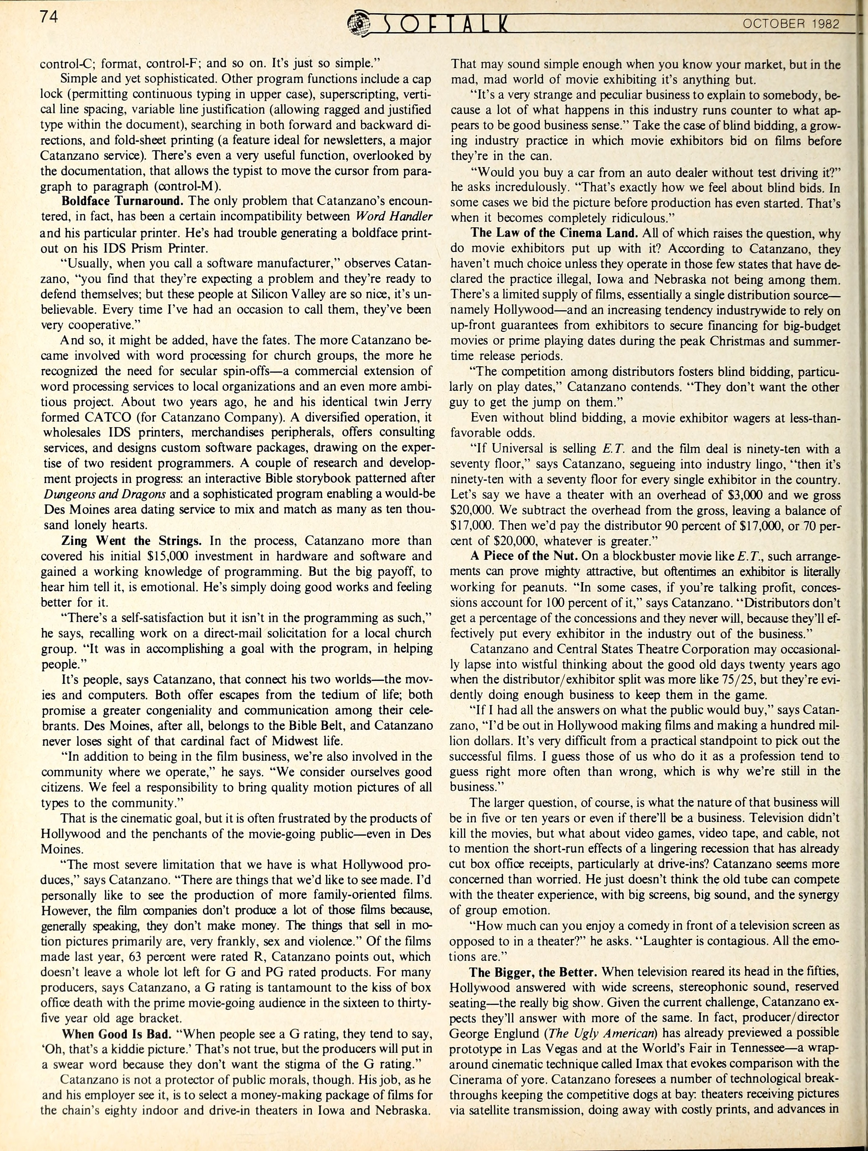 74
SOFTALK
OCTOBER 1982
control-C; format, control-F; and so on. It's just so simple."
Simple and yet sophisticated. Other program functions include a cap
lock (permitting continuous typing in upper case), superscripting, verti-
cal line spacing, variable line justification (allowing ragged and justified
type within the document), searching in both forward and backward di-
rections, and fold-sheet printing (a feature ideal for newsletters, a major
Catanzano service). There's even a very useful function, overlooked by
the documentation, that allows the typist to move the cursor from para-
graph to paragraph (control-M).
Boldface Turnaround. The only problem that Catanzano's encoun-
tered, in fact, has been a certain incompatibility between Word Handler
and his particular printer. He's had trouble generating a boldface print-
out on his IDS Prism Printer.
"Usually, when you call a software manufacturer," observes Catan-
zano, "you find that they're expecting a problem and they're ready to
defend themselves; but these people at Silicon Valley are so nice, it's un-
believable. Every time I've had an occasion to call them, they've been
very cooperative."
And so, it might be added, have the fates. The more Catanzano be-
came involved with word processing for church groups, the more he
recognized the need for secular spin-offs—a commercial extension of
word processing services to local organizations and an even more ambi-
tious project. About two years ago, he and his identical twin Jerry
formed CATCO (for Catanzano Company). A diversified operation, it
wholesales IDS printers, merchandises peripherals, offers consulting
services, and designs custom software packages, drawing on the exper-
tise of two resident programmers. A couple of research and develop-
ment projects in progress: an interactive Bible storybook patterned after
Dungeons and Dragons and a sophisticated program enabling a would-be
Des Moines area dating service to mix and match as many as ten thou-
sand lonely hearts.
Zing Went the Strings. In the process, Catanzano more than
covered his initial $15,000 investment in hardware and software and
gained a working knowledge of programming. But the big payoff, to
hear him tell it, is emotional. He's simply doing good works and feeling
better for it.
"There's a self-satisfaction but it isn't in the programming as such,"
he says, recalling work on a direct-mail solicitation for a local church
group. "It was in accomplishing a goal with the program, in helping
people."
It's people, says Catanzano, that connect his two worlds—the mov-
ies and computers. Both offer escapes from the tedium of life; both
promise a greater congeniality and communication among their cele-
brants. Des Moines, after all, belongs to the Bible Belt, and Catanzano
never loses sight of that cardinal fact of Midwest life.
"In addition to being in the film business, we're also involved in the
community where we operate," he says. "We consider ourselves good
citizens. We feel a responsibility to bring quality motion pictures of all
types to the community."
That is the cinematic goal, but it is often frustrated by the products of
Hollywood and the penchants of the movie-going public—even in Des
Moines.
"The most severe limitation that we have is what Hollywood pro-
duces," says Catanzano. "There are things that we'd like to see made. I'd
personally like to see the production of more family-oriented films.
However, the film companies don't produce a lot of those films because,
generally speaking, they don't make money. The things that sell in mo-
tion pictures primarily are, very frankly, sex and violence." Of the films
made last year, 63 percent were rated R, Catanzano points out, which
doesn't leave a whole lot left for G and PG rated products. For many
producers, says Catanzano, a G rating is tantamount to the kiss of box
office death with the prime movie-going audience in the sixteen to thirty-
five year old age bracket.
When Good Is Bad. "When people see a G rating, they tend to say,
'Oh, that's a kiddie picture.' That's not true, but the producers will put in
a swear word because they don't want the stigma of the G rating."
Catanzano is not a protector of public morals, though. His job, as he
and his employer see it, is to select a money-making package of films for
the chain's eighty indoor and drive-in theaters in Iowa and Nebraska.
That may sound simple enough when you know your market, but in the
mad, mad world of movie exhibiting it's anything but.
"It's a very strange and peculiar business to explain to somebody, be-
cause a lot of what happens in this industry runs counter to what ap-
pears to be good business sense." Take the case of blind bidding, a grow-
ing industry practice in which movie exhibitors bid on films before
they're in the can.
"Would you buy a car from an auto dealer without test driving it?"
he asks incredulously. "That's exactly how we feel about blind bids. In
some cases we bid the picture before production has even started. That's
when it becomes completely ridiculous."
The Law of the Cinema Land. All of which raises the question, why
do movie exhibitors put up with it? According to Catanzano, they
haven't much choice unless they operate in those few states that have de-
clared the practice illegal, Iowa and Nebraska not being among them.
There's a limited supply of films, essentially a single distribution source—
namely Hollywood—and an increasing tendency industrywide to rely on
up-front guarantees from exhibitors to secure financing for big-budget
movies or prime playing dates during the peak Christmas and summer-
time release periods.
"The competition among distributors fosters blind bidding, particu-
larly on play dates," Catanzano contends. "They don't want the other
guy to get the jump on them."
Even without blind bidding, a movie exhibitor wagers at less-than-
favorable odds.
"If Universal is selling E.T. and the film deal is ninety-ten with a
seventy floor," says Catanzano, segueing into industry lingo, "then it's
ninety-ten with a seventy floor for every single exhibitor in the country.
Let's say we have a theater with an overhead of $3,000 and we gross
$20,000. We subtract the overhead from the gross, leaving a balance of
$17,000. Then we'd pay the distributor 90 percent of $17,000, or 70 per-
cent of $20,000, whatever is greater."
A Piece of the Nut. On a blockbuster movie like E.T., such arrange-
ments can prove mighty attractive, but oftentimes an exhibitor is literally
working for peanuts. "In some cases, if you're talking profit, conces-
sions account for 100 percent of it," says Catanzano. "Distributors don't
get a percentage of the concessions and they never will, because they'll ef-
fectively put every exhibitor in the industry out of the business."
Catanzano and Central States Theatre Corporation may occasional-
ly lapse into wistful thinking about the good old days twenty years ago
when the distributor/exhibitor split was more like 75/25, but they're evi-
dently doing enough business to keep them in the game.
"If I had all the answers on what the public would buy," says Catan-
zano, "I'd be out in Hollywood making films and making a hundred mil-
lion dollars. It's very difficult from a practical standpoint to pick out the
successful films. I guess those of us who do it as a profession tend to
guess right more often than wrong, which is why we're still in the
business."
The larger question, of course, is what the nature of that business will
be in five or ten years or even if there'll be a business. Television didn't
kill the movies, but what about video games, video tape, and cable, not
to mention the short-run effects of a lingering recession that has already
cut box office receipts, particularly at drive-ins? Catanzano seems more
concerned than worried. He just doesn't think the old tube can compete
with the theater experience, with big screens, big sound, and the synergy
of group emotion.
"How much can you enjoy a comedy in front of a television screen as
opposed to in a theater?" he asks. "Laughter is contagious. All the emo-
tions are."
The Bigger, the Better. When television reared its head in the fifties,
Hollywood answered with wide screens, stereophonic sound, reserved
seating—the really big show. Given the current challenge, Catanzano ex-
pects they'll answer with more of the same. In fact, producer/director
George Englund (The Ugly American) has already previewed a possible
prototype in Las Vegas and at the World's Fair in Tennessee—a wrap-
around cinematic technique called Imax that evokes comparison with the
Cinerama of yore. Catanzano foresees a number of technological break-
throughs keeping the competitive dogs at bay: theaters receiving pictures
via satellite transmission, doing away with costly prints, and advances in